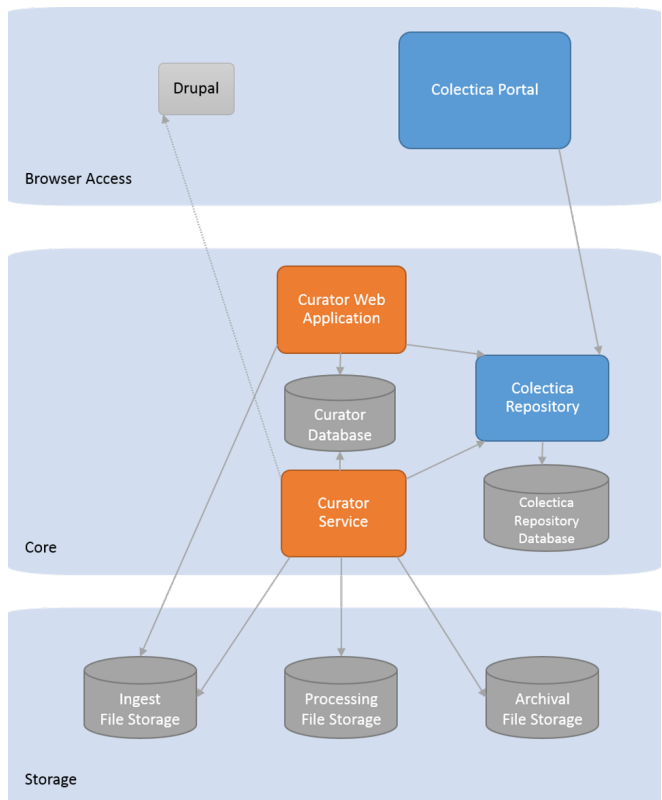 Drupal
Colectica Portal
Browser Access
Curator Web
Application
Colectica
Repository
Curator
Database
Curator
Service
Colectica
Repository
Database
Core
Ingest
File Storage
Processing
File Storage
Archival
File Storage
Storage